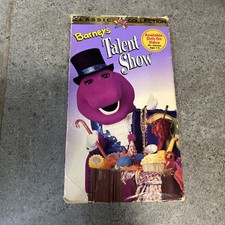 CLASSIC COLLECTION
Barney's
Talent
Show
Available
Only On
Video